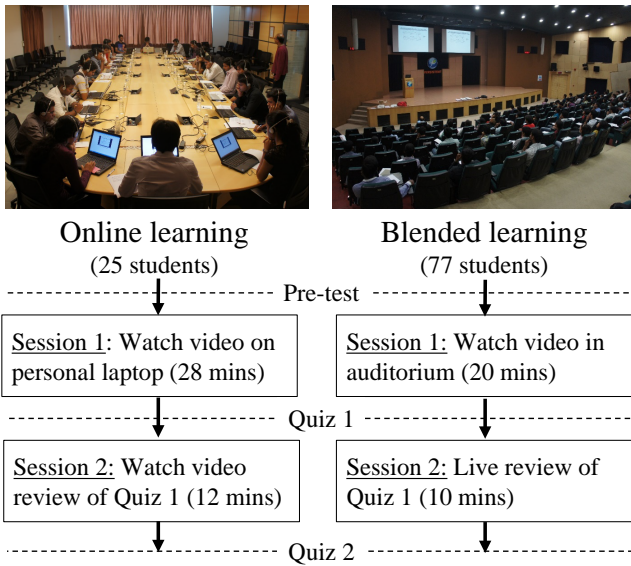 Online learning
(25 students)
Blended learning
(77 students)
Pre-test
Session 1: Watch video on
personal laptop (28 mins)
Session 1: Watch video in
auditorium (20 mins)
Quiz 1
Session 2: Watch video
review of Quiz 1 (12 mins)
Session 2: Live review of
Quiz 1 (10 mins)
Quiz 2